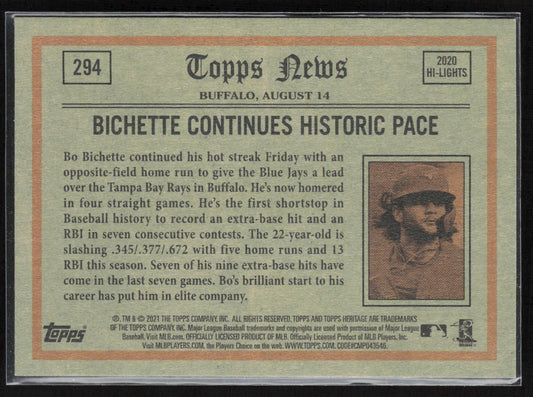 294
Topps News
2020
HI-LIGHTS
BUFFALO, AUGUST 14
BICHETTE CONTINUES HISTORIC PACE
Bo Bichette continued his hot streak Friday with an
opposite-field home run to give the Blue Jays a lead
over the Tampa Bay Rays in Buffalo. He's now homered
in four straight games. He's the first shortstop in
Baseball history to record an extra-base hit and an
RBI in seven consecutive contests. The 22-year-old is
slashing .345/.377/.672 with five home runs and 13
RBI this season. Seven of his nine extra-base hits have
come in the last seven games. Bo's brilliant start to
his career has put him in elite company.
topps
®, TM & © 2021 THE TOPPS COMPANY, INC. ALL RIGHTS RESERVED. TOPPS AND TOPPS HERITAGE ARE TRADEMARKS
OF THE TOPPS COMPANY, INC. Major League Baseball trademarks and copyrights are used with permission of Major League
Baseball. Visit MLB.com. OFFICIALLY LICENSED PRODUCT OF MLB. Officially Licensed Product of MLB Players, Inc.
Visit MLBPLAYERS.com, the Players Choice on the web. WWW.TOPPS.COM. CODE#CMP043546.